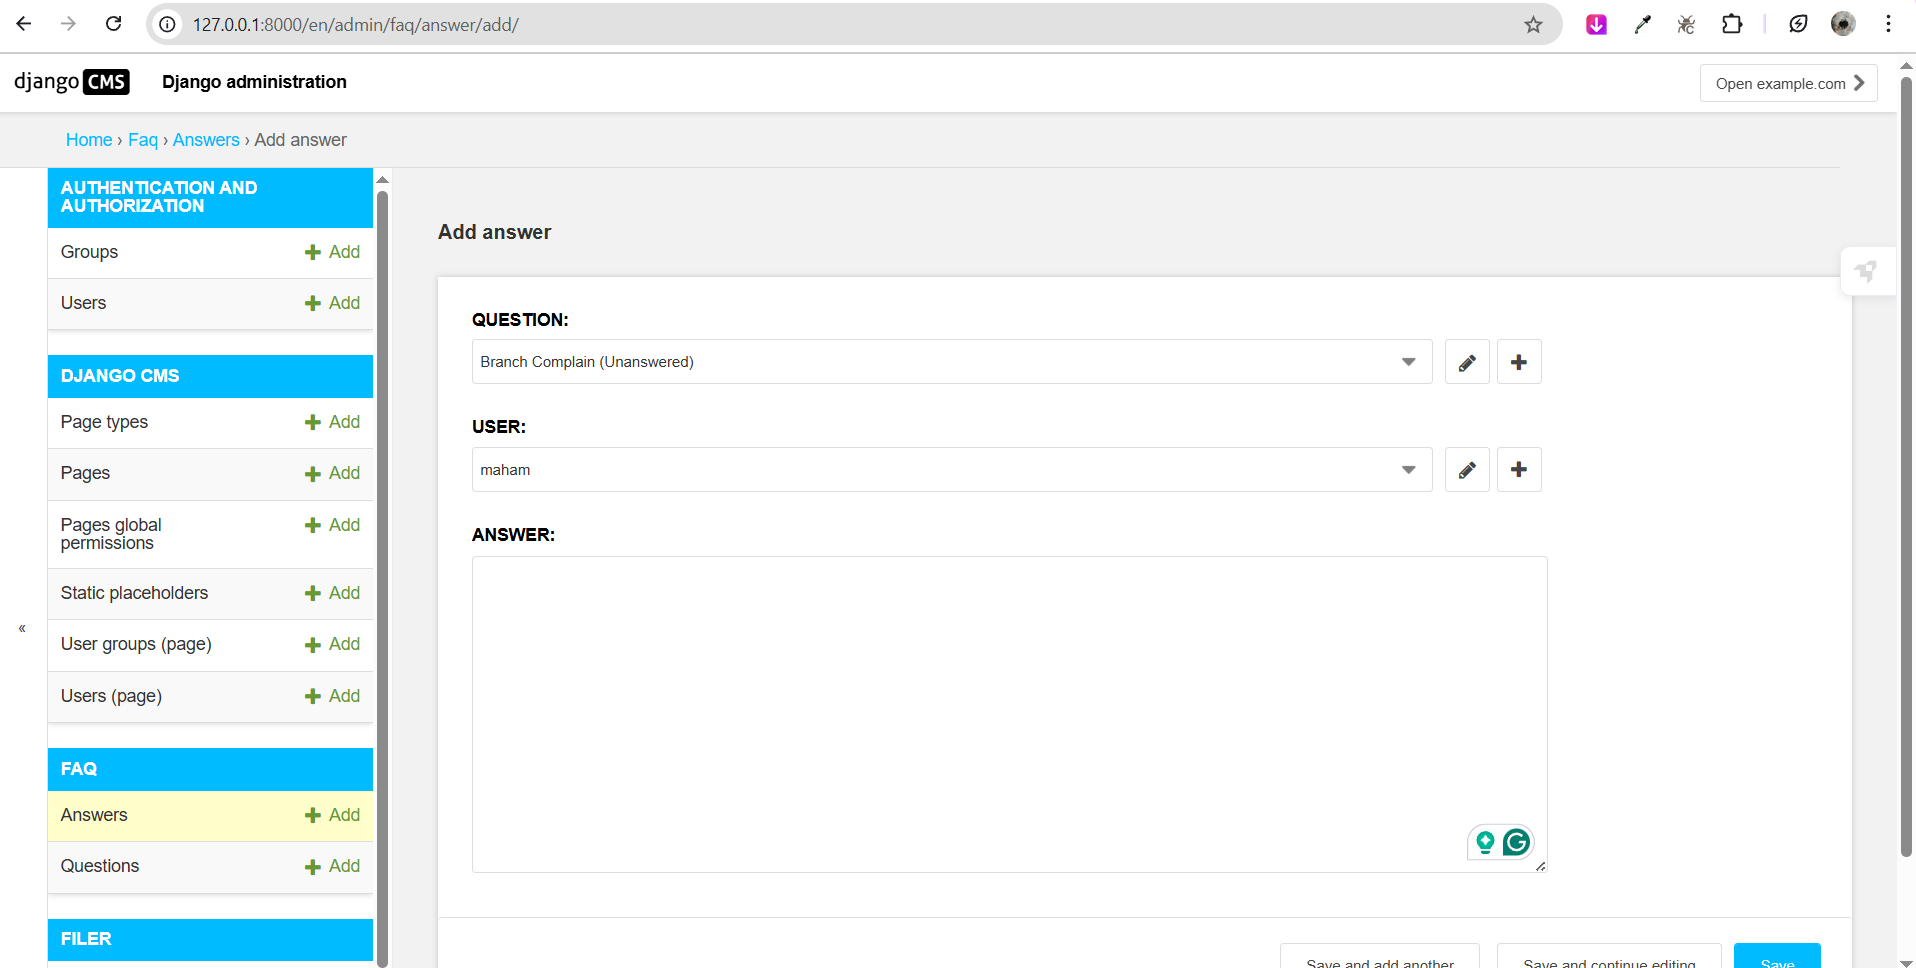 127.0.0.1:8000/en/admin/faq/answer/add/
django CMS
Django administration
Open example.com
Home › Faq › Answers › Add answer
AUTHENTICATION AND
AUTHORIZATION
Groups
Add
Users
Add
DJANGO CMS
Page types
Add
Pages
Add
Pages global
permissions
Add
Static placeholders
Add
User groups (page)
Add
Users (page)
Add
FAQ
Answers
Add
Questions
Add
FILER
«
Add answer
QUESTION:
Branch Complain (Unanswered)
USER:
maham
ANSWER:
Save and add another
Save and continue editing
Save